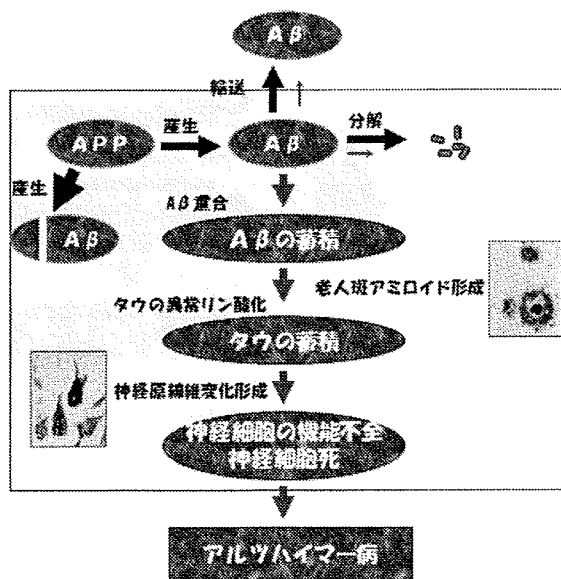 Aβ
輸送
APP
産生
Aβ
分解
産生
Aβ
Aβ重合
Aβの蓄積
老人斑アミロイド形成
タウの異常リン酸化
タウの蓄積
神経原線維変化形成
神経細胞の機能不全
神経細胞死
アルツハイマー病